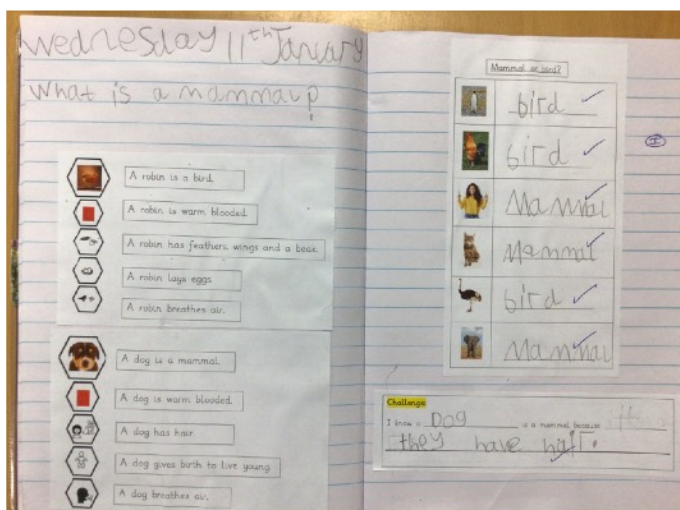 Wednesday 11th January
What is a mammal?
A robin is a bird.
A robin is warm blooded.
A robin has feathers, wings and a beak.
A robin lays eggs.
A robin breathes air.
A dog is a mammal.
A dog is warm blooded.
A dog has hair.
A dog gives birth to live young.
A dog breathes air.
Mammal or bird?
bird
bird
Mammal
Mammal
bird
Mammal
Challenge
I know a Dog is a mammal because
they have hair.